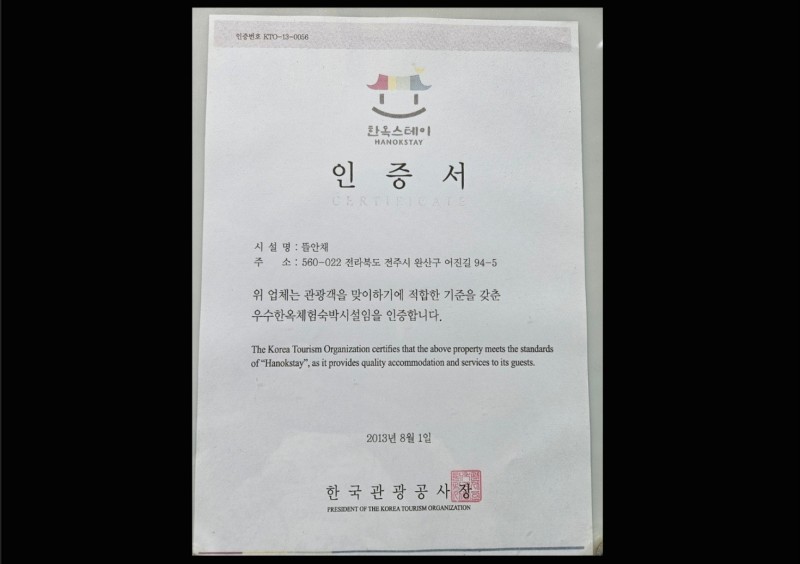 인증번호 KTO-13-0056
한옥스테이
HANOKSTAY
인 증 서
CERTIFICATE
시 설 명 : 뜰안채
주 소 : 560-022 전라북도 전주시 완산구 어진길 94-5
위 업체는 관광객을 맞이하기에 적합한 기준을 갖춘
우수한옥체험숙박시설임을 인증합니다.
The Korea Tourism Organization certifies that the above property meets the standards
of “Hanokstay”, as it provides quality accommodation and services to its guests.
2013년 8월 1일
한 국 관 광 공 사 장
PRESIDENT OF THE KOREA TOURISM ORGANIZATION